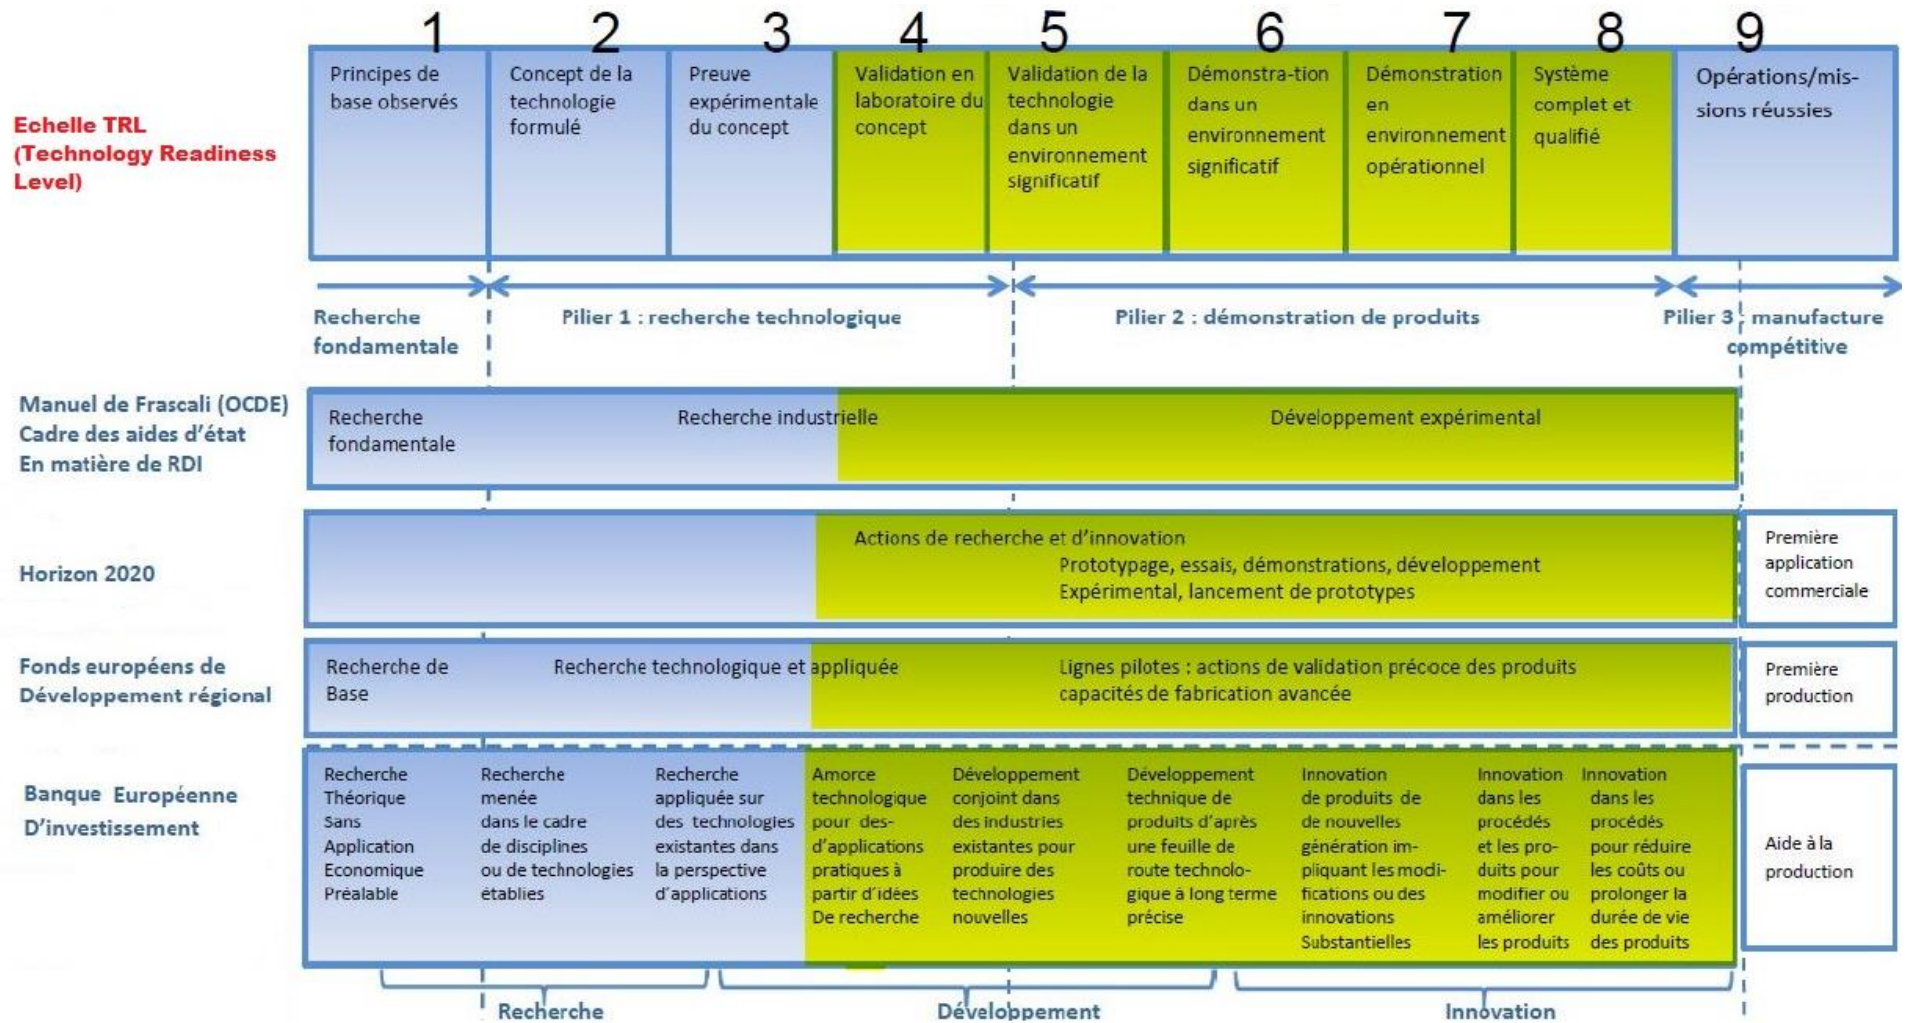 1 2 3 4 5 6 7 8 9
Echelle TRL
(Technology Readiness
Level)
Principes de
base observés
Concept de la
technologie
formulé
Preuve
expérimentale
du concept
Validation en
laboratoire du
concept
Validation de la
technologie
dans un
environnement
significatif
Démonstra-tion
dans un
environnement
significatif
Démonstration
en
environnement
opérationnel
Système
complet et
qualifié
Opérations/mis-
sions réussies
Recherche
fondamentale
Pilier 1 : recherche technologique
Pilier 2 : démonstration de produits
Pilier 3 : manufacture
compétitive
Manuel de Frascali (OCDE)
Cadre des aides d'état
En matière de RDI
Recherche
fondamentale
Recherche industrielle
Développement expérimental
Horizon 2020
Actions de recherche et d'innovation
Prototypage, essais, démonstrations, développement
Expérimental, lancement de prototypes
Première
application
commerciale
Fonds européens de
Développement régional
Recherche de
Base
Recherche technologique et appliquée
Lignes pilotes : actions de validation précoce des produits
capacités de fabrication avancée
Première
production
Banque Européenne
D'investissement
Recherche
Théorique
Sans
Application
Economique
Préalable
Recherche
menée
dans le cadre
de disciplines
ou de technologies
établies
Recherche
appliquée sur
des technologies
existantes dans
la perspective
d'applications
Amorce
technologique
pour des-
d'applications
pratiques à
partir d'idées
De recherche
Développement
conjoint dans
des industries
existantes pour
produire des
technologies
nouvelles
Développement
technique de
produits d'après
une feuille de
route technolo-
gique à long terme
précise
Innovation
de produits de
de nouvelles
génération im-
pliquant les modi-
fications ou des
innovations
Substantielles
Innovation
dans les
procédés
et les pro-
duits pour
modifier ou
améliorer
les produits
Innovation
dans les
procédés
pour réduire
les coûts ou
prolonger la
durée de vie
des produits
Aide à la
production
Recherche
Développement
Innovation